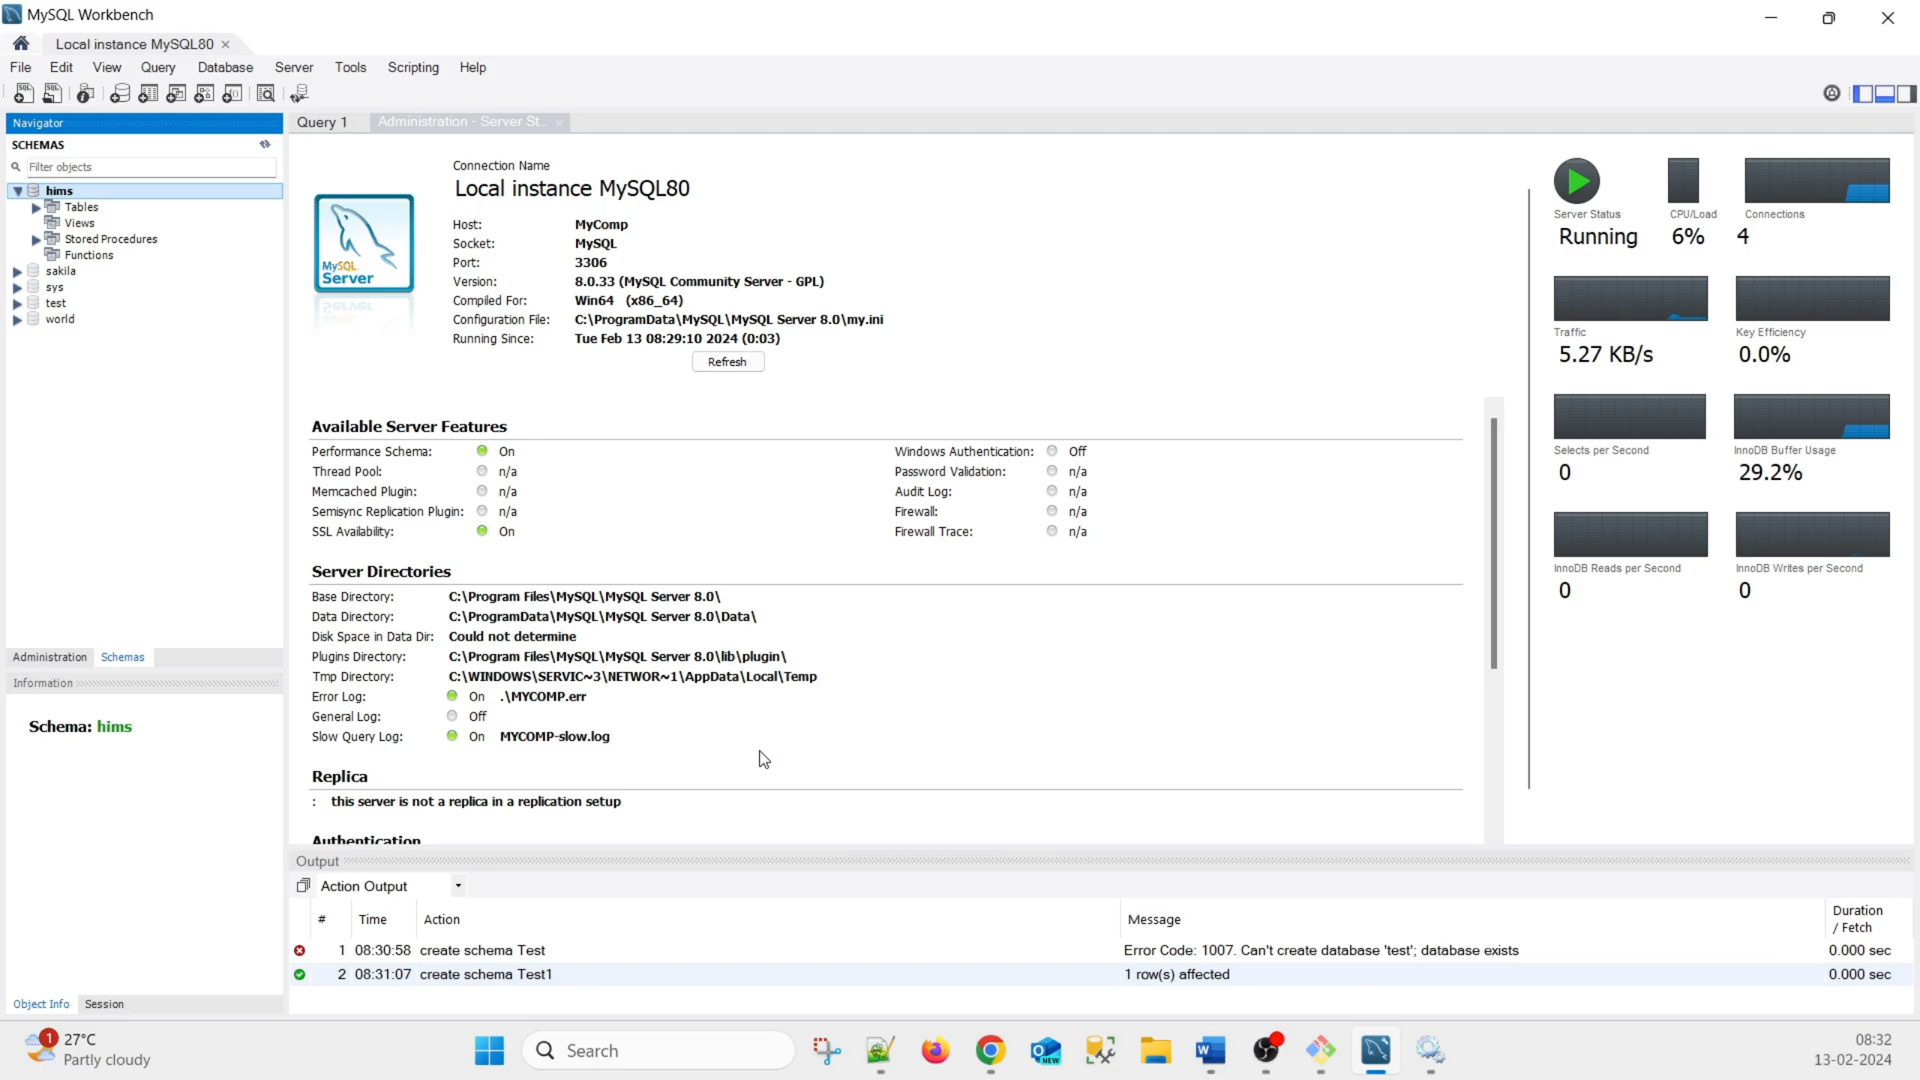 MySQL Workbench
Local instance MySQL80
File Edit View Query Database Server Tools Scripting Help
Navigator
SCHEMAS
Filter objects
hims
Tables
Views
Stored Procedures
Functions
sakila
sys
test
world
Administration Schemas
Information
Schema: hims
Object Info Session
Query 1 Administration - Server St...
Connection Name
Local instance MySQL80
MySQL
Server
Host: MyComp
Socket: MySQL
Port: 3306
Version: 8.0.33 (MySQL Community Server - GPL)
Compiled For: Win64 (x86_64)
Configuration File: C:\ProgramData\MySQL\MySQL Server 8.0\my.ini
Running Since: Tue Feb 13 08:29:10 2024 (0:03)
Refresh
Available Server Features
Performance Schema: On Windows Authentication: Off
Thread Pool: n/a Password Validation: n/a
Memcached Plugin: n/a Audit Log: n/a
Semisync Replication Plugin: n/a Firewall: n/a
SSL Availability: On Firewall Trace: n/a
Server Directories
Base Directory: C:\Program Files\MySQL\MySQL Server 8.0\
Data Directory: C:\ProgramData\MySQL\MySQL Server 8.0\Data\
Disk Space in Data Dir: Could not determine
Plugins Directory: C:\Program Files\MySQL\MySQL Server 8.0\lib\plugin\
Tmp Directory: C:\WINDOWS\SERVIC~3\NETWOR~1\AppData\Local\Temp
Error Log: On .\MYCOMP.err
General Log: Off
Slow Query Log: On MYCOMP-slow.log
Replica
: this server is not a replica in a replication setup
Authentication
Server Status CPU/Load Connections
Running 6% 4
Traffic Key Efficiency
5.27 KB/s 0.0%
Selects per Second InnoDB Buffer Usage
0 29.2%
InnoDB Reads per Second InnoDB Writes per Second
0 0
Output
Action Output
# Time Action Message Duration / Fetch
1 08:30:58 create schema Test Error Code: 1007. Can't create database 'test'; database exists 0.000 sec
2 08:31:07 create schema Test1 1 row(s) affected 0.000 sec
1 27°C
Partly cloudy
Search
08:32
13-02-2024